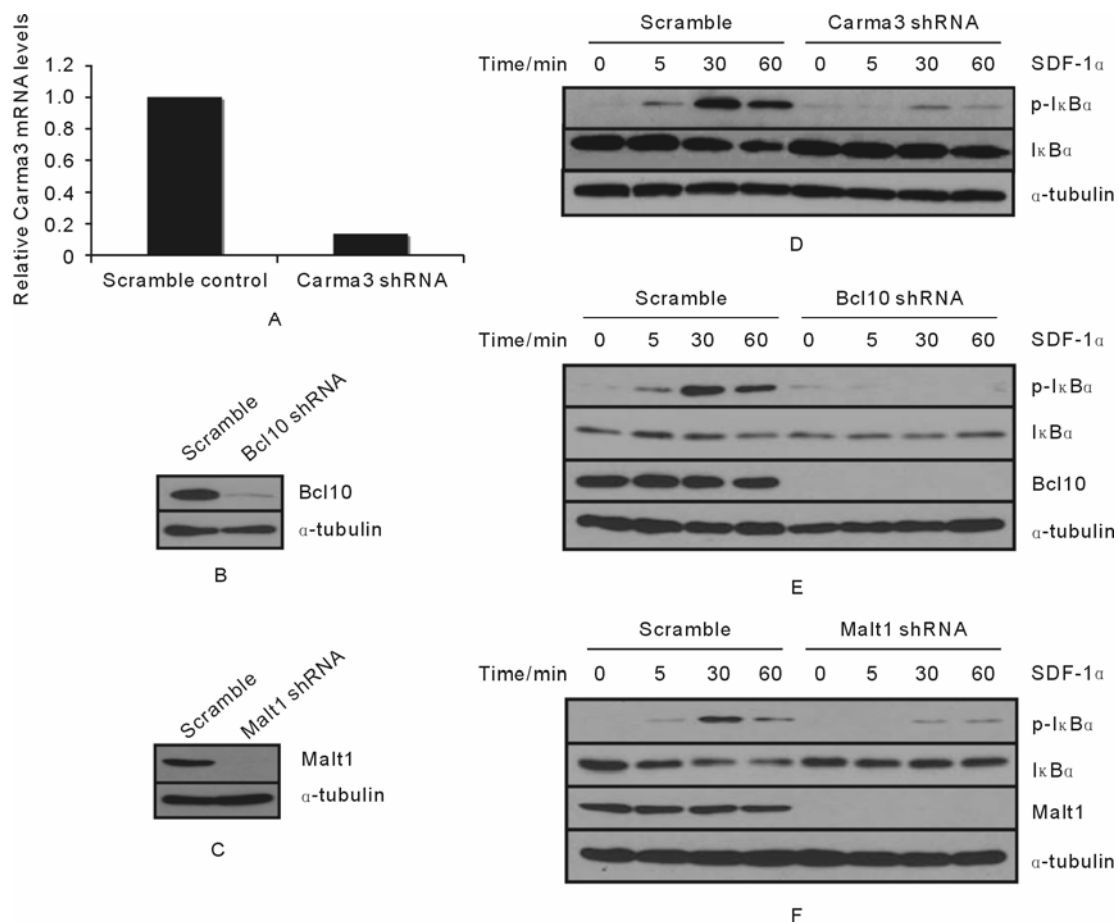 Relative Carma3 mRNA levels
1.2
1.0
0.8
0.6
0.4
0.2
0
Scramble control Carma3 shRNA
A
Scramble Bcl10 shRNA
Bcl10
α-tubulin
B
Scramble Malt1 shRNA
Malt1
α-tubulin
C
Scramble Carma3 shRNA
Time/min 0 5 30 60 0 5 30 60 SDF-1α
p-IκBα
IκBα
α-tubulin
D
Scramble Bcl10 shRNA
Time/min 0 5 30 60 0 5 30 60 SDF-1α
p-IκBα
IκBα
Bcl10
α-tubulin
E
Scramble Malt1 shRNA
Time/min 0 5 30 60 0 5 30 60 SDF-1α
p-IκBα
IκBα
Malt1
α-tubulin
F